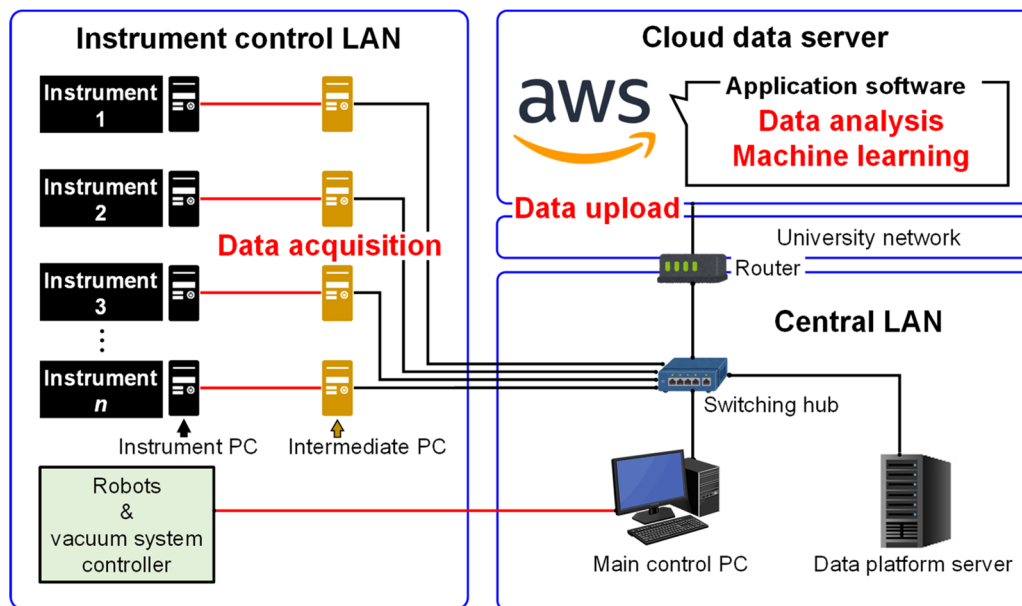 Instrument control LAN
Instrument
1
Instrument
2
Data acquisition
Instrument
3
Instrument
n
Instrument PC
Intermediate PC
Robots
&
vacuum system
controller
Cloud data server
aws
Application software
Data analysis
Machine learning
Data upload
University network
Router
Central LAN
Switching hub
Main control PC
Data platform server